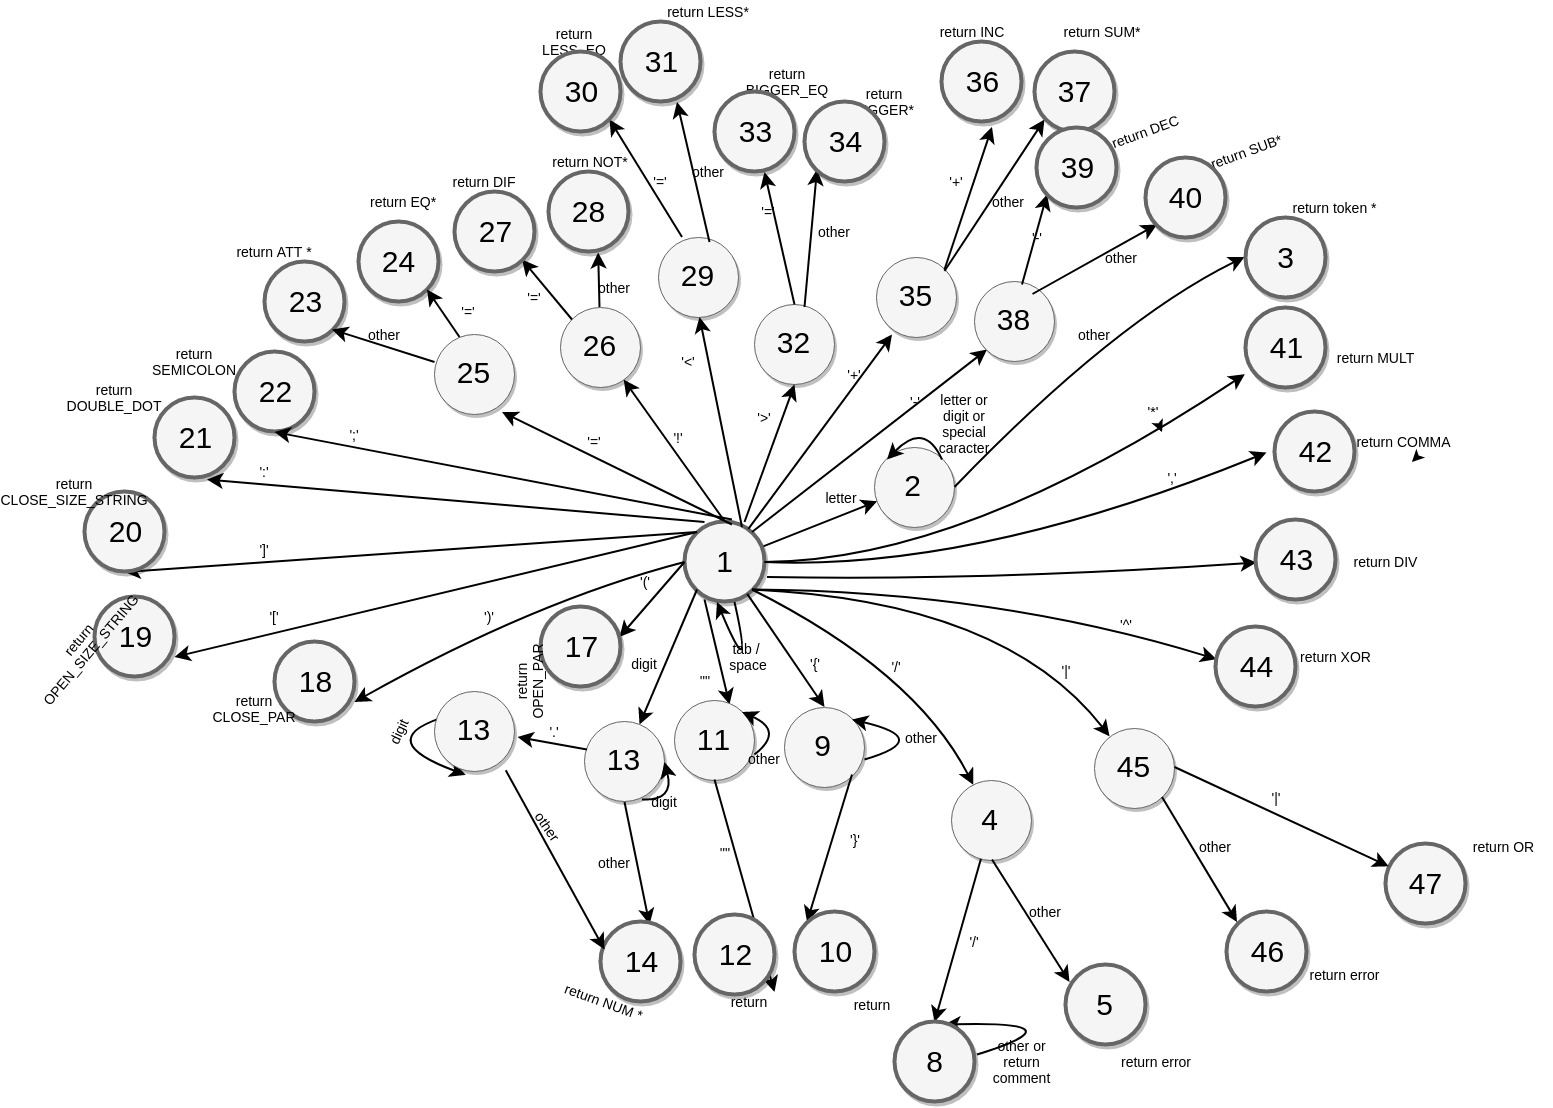 return LESS*
return
LESS_EQ
31
30
return INC
return SUM*
36
37
return
BIGGER_EQ
return
GGER*
33
34
return DEC
39
return SUB*
40
return NOT*
28
return DIF
27
return EQ*
24
return ATT *
23
return token *
3
'='
other
'='
other
'+'
other
'-'
other
'='
other
'='
other
29
26
25
32
35
38
other
41
return MULT
return
SEMICOLON
22
return
DOUBLE_DOT
21
';'
':'
'='
'!'
'<'
'>'
'+'
'-'
letter or
digit or
special
caracter
2
letter
'*'
','
42
return COMMA
return
CLOSE_SIZE_STRING
20
']'
1
43
return DIV
return
OPEN_SIZE_STRING
19
'['
')'
'('
17
return
OPEN_PAR
18
return
CLOSE_PAR
digit
""
tab /
space
'{'
'/'
'|'
'^'
44
return XOR
digit
13
'.'
13
digit
11
other
9
other
4
45
other
other
""
'}'
'/'
other
other
'|'
47
return OR
14
return NUM *
12
return
10
return
8
other or
return
comment
5
return error
46
return error